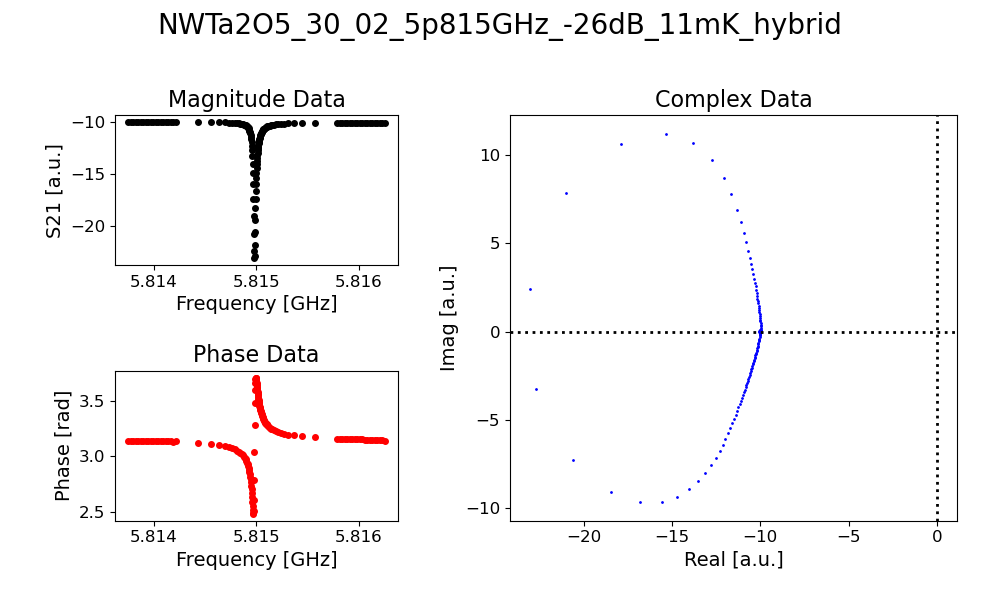 NWTa2O5_30_02_5p815GHz_-26dB_11mK_hybrid
Magnitude Data
S21 [a.u.]
−10
−15
−20
5.814
5.815
5.816
Frequency [GHz]
Phase Data
Phase [rad]
3.5
3.0
2.5
5.814
5.815
5.816
Frequency [GHz]
Complex Data
Imag [a.u.]
10
5
0
−5
−10
−20
−15
−10
−5
0
Real [a.u.]